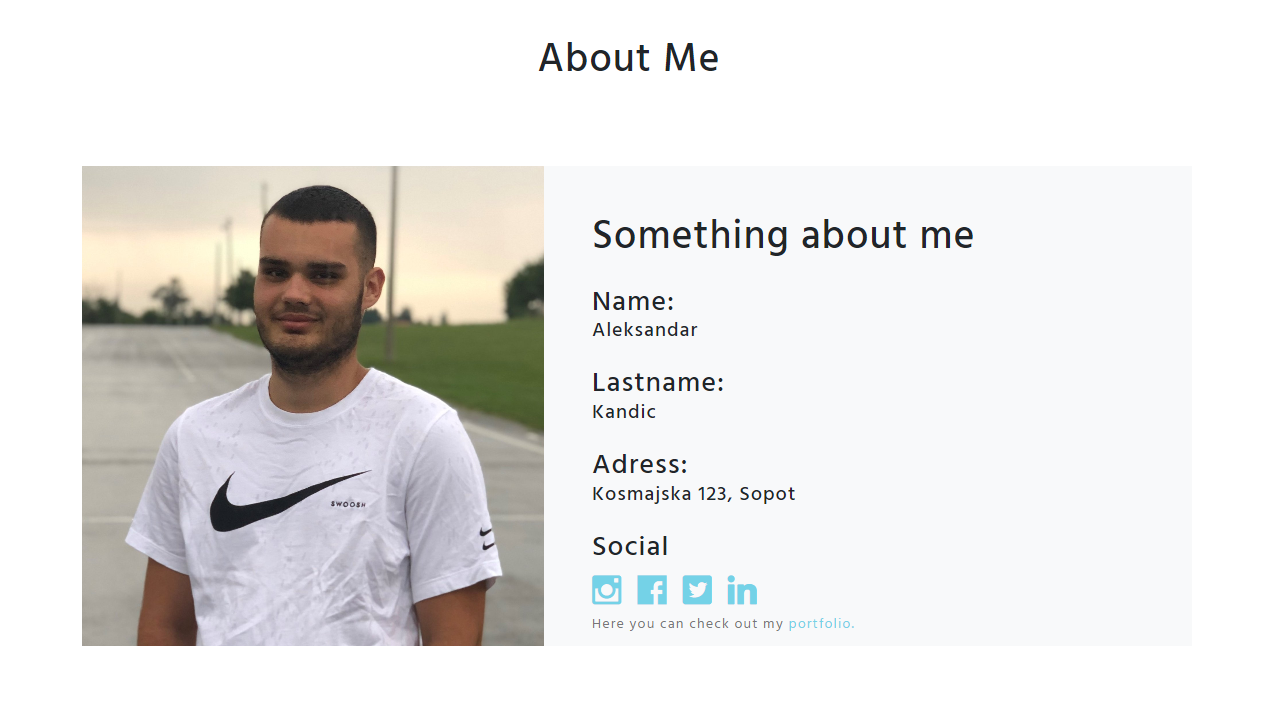 About Me
Something about me
Name:
Aleksandar
Lastname:
Kandic
Adress:
Kosmajska 123, Sopot
Social
Here you can check out my portfolio.
SWOOSH